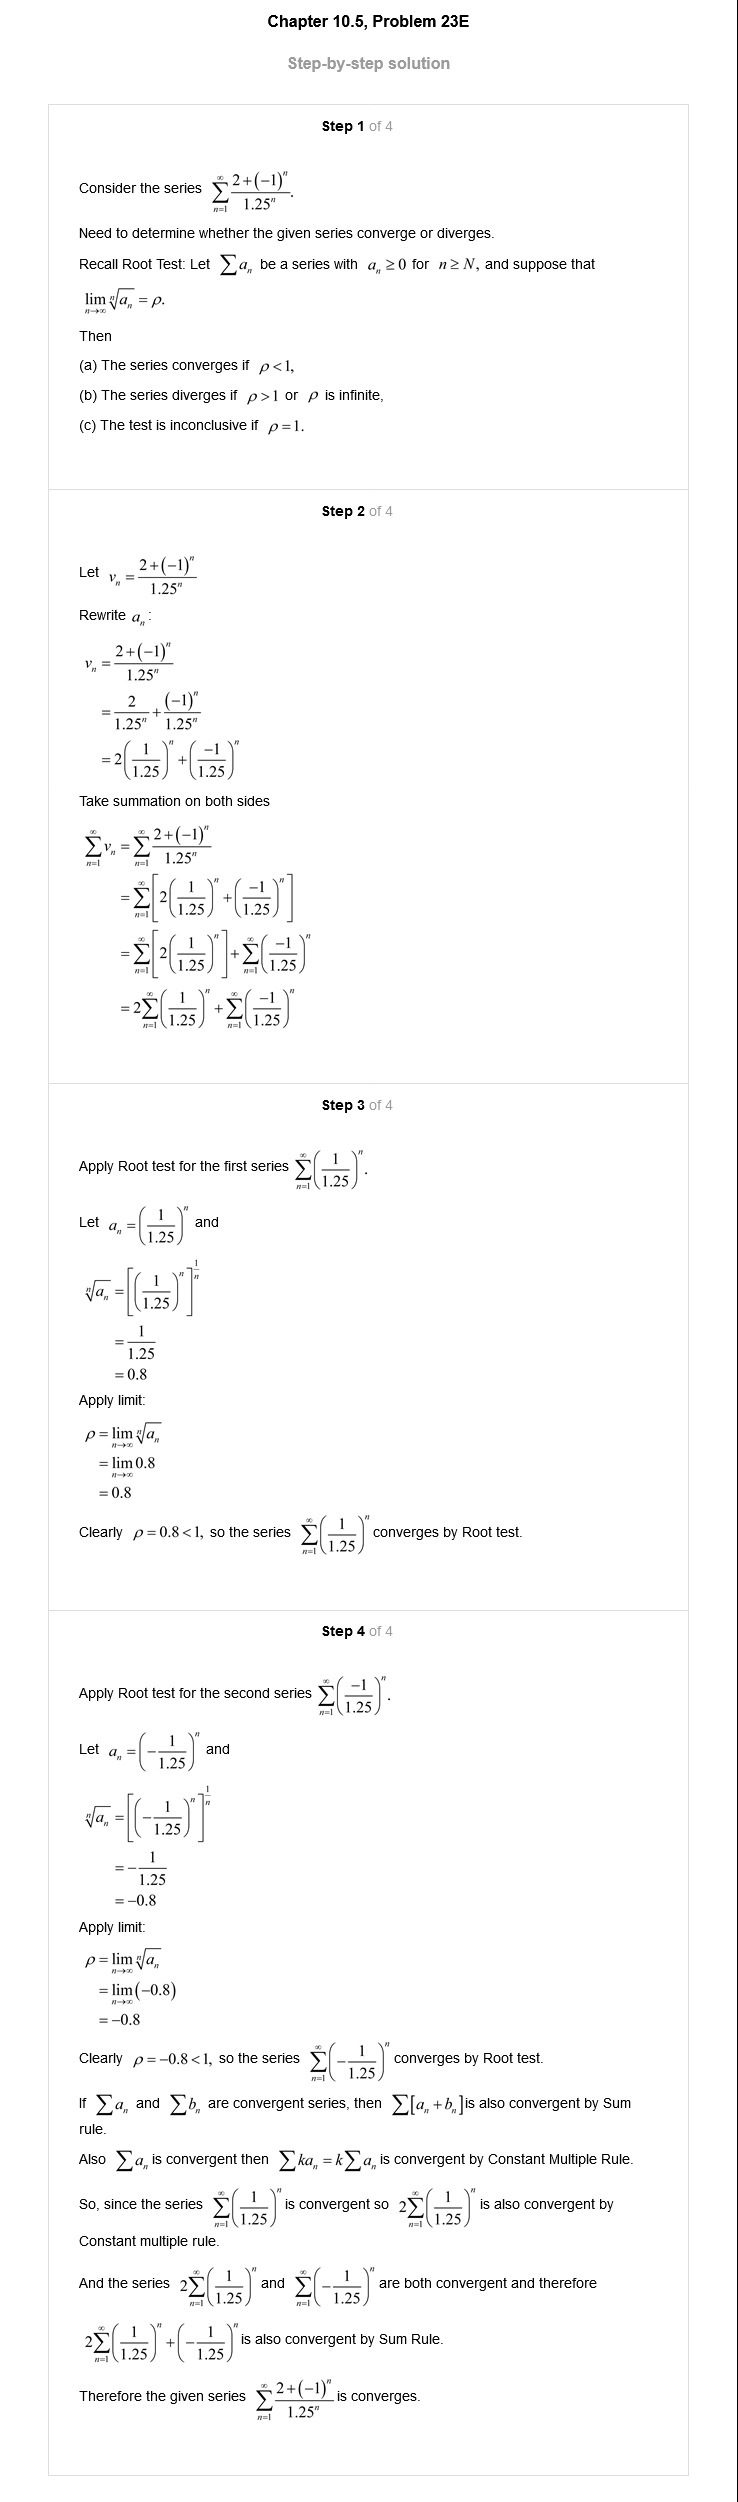 Chapter 10.5, Problem 23E
Step-by-step solution
Step 1 of 4
Consider the series $\sum_{n=1}^{\infty} \frac{2+(-1)^n}{1.25^n}$.
Need to determine whether the given series converge or diverges.
Recall Root Test: Let $\sum a_n$ be a series with $a_n \geq 0$ for $n \geq N$, and suppose that
$\lim_{n \to \infty} \sqrt[n]{a_n} = \rho$.
Then
(a) The series converges if $\rho < 1$,
(b) The series diverges if $\rho > 1$ or $\rho$ is infinite,
(c) The test is inconclusive if $\rho = 1$.
Step 2 of 4
Let $v_n = \frac{2+(-1)^n}{1.25^n}$
Rewrite $a_n$:
$v_n = \frac{2+(-1)^n}{1.25^n}$
$= \frac{2}{1.25^n} + \frac{(-1)^n}{1.25^n}$
$= 2\left(\frac{1}{1.25}\right)^n + \left(\frac{-1}{1.25}\right)^n$
Take summation on both sides
$\sum_{n=1}^{\infty} v_n = \sum_{n=1}^{\infty} \frac{2+(-1)^n}{1.25^n}$
$= \sum_{n=1}^{\infty} \left[2\left(\frac{1}{1.25}\right)^n + \left(\frac{-1}{1.25}\right)^n\right]$
$= \sum_{n=1}^{\infty} \left[2\left(\frac{1}{1.25}\right)^n\right] + \sum_{n=1}^{\infty} \left(\frac{-1}{1.25}\right)^n$
$= 2\sum_{n=1}^{\infty} \left(\frac{1}{1.25}\right)^n + \sum_{n=1}^{\infty} \left(\frac{-1}{1.25}\right)^n$
Step 3 of 4
Apply Root test for the first series $\sum_{n=1}^{\infty} \left(\frac{1}{1.25}\right)^n$.
Let $a_n = \left(\frac{1}{1.25}\right)^n$ and
$\sqrt[n]{a_n} = \left[\left(\frac{1}{1.25}\right)^n\right]^{\frac{1}{n}}$
$= \frac{1}{1.25}$
$= 0.8$
Apply limit:
$\rho = \lim_{n \to \infty} \sqrt[n]{a_n}$
$= \lim_{n \to \infty} 0.8$
$= 0.8$
Clearly $\rho = 0.8 < 1$, so the series $\sum_{n=1}^{\infty} \left(\frac{1}{1.25}\right)^n$ converges by Root test.
Step 4 of 4
Apply Root test for the second series $\sum_{n=1}^{\infty} \left(\frac{-1}{1.25}\right)^n$.
Let $a_n = \left(-\frac{1}{1.25}\right)^n$ and
$\sqrt[n]{a_n} = \left[\left(-\frac{1}{1.25}\right)^n\right]^{\frac{1}{n}}$
$= -\frac{1}{1.25}$
$= -0.8$
Apply limit:
$\rho = \lim_{n \to \infty} \sqrt[n]{a_n}$
$= \lim_{n \to \infty} (-0.8)$
$= -0.8$
Clearly $\rho = -0.8 < 1$, so the series $\sum_{n=1}^{\infty} \left(-\frac{1}{1.25}\right)^n$ converges by Root test.
If $\sum a_n$ and $\sum b_n$ are convergent series, then $\sum [a_n + b_n]$ is also convergent by Sum
rule.
Also $\sum a_n$ is convergent then $\sum ka_n = k\sum a_n$ is convergent by Constant Multiple Rule.
So, since the series $\sum_{n=1}^{\infty} \left(\frac{1}{1.25}\right)^n$ is convergent so $2\sum_{n=1}^{\infty} \left(\frac{1}{1.25}\right)^n$ is also convergent by
Constant multiple rule.
And the series $2\sum_{n=1}^{\infty} \left(\frac{1}{1.25}\right)^n$ and $\sum_{n=1}^{\infty} \left(-\frac{1}{1.25}\right)^n$ are both convergent and therefore
$2\sum_{n=1}^{\infty} \left(\frac{1}{1.25}\right)^n + \left(-\frac{1}{1.25}\right)^n$ is also convergent by Sum Rule.
Therefore the given series $\sum_{n=1}^{\infty} \frac{2+(-1)^n}{1.25^n}$ is converges.